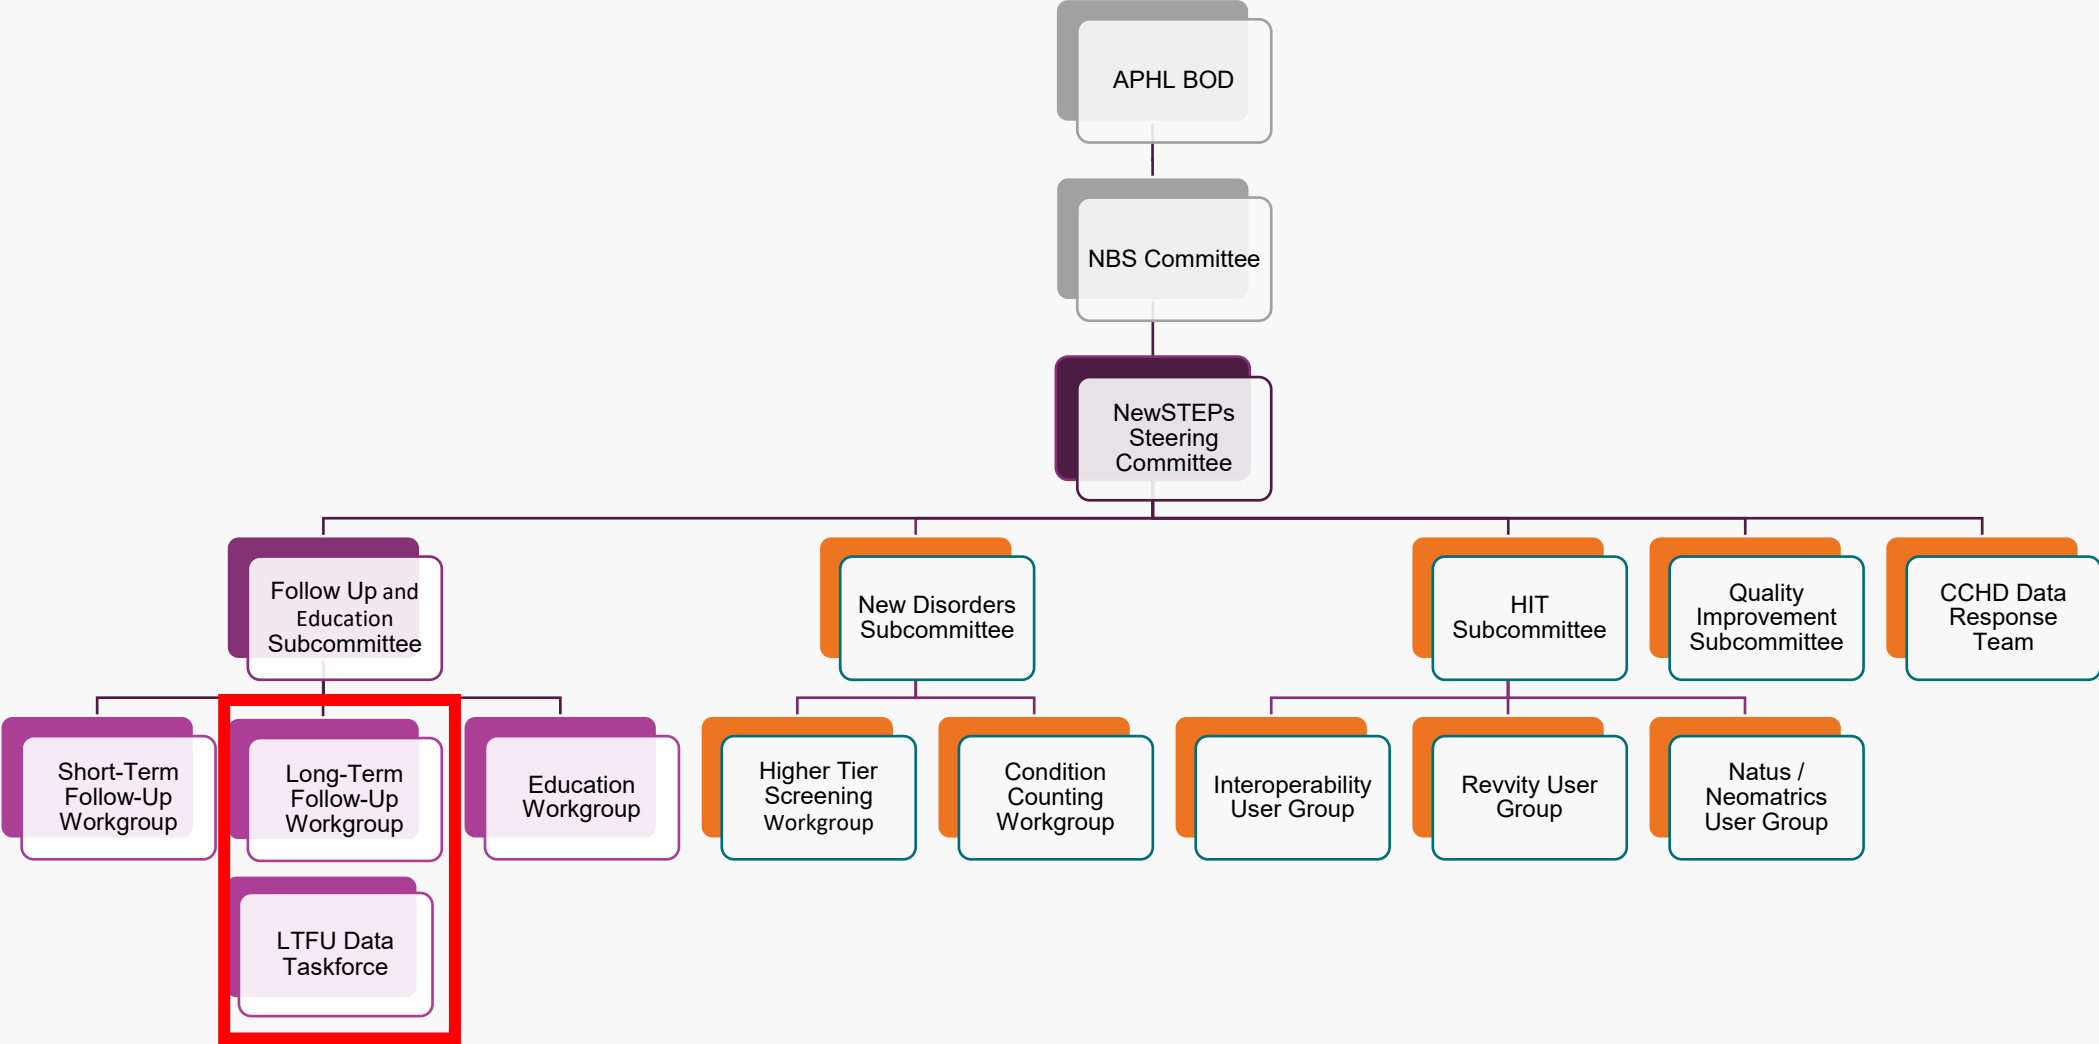 APHL BOD
NBS Committee
NewSTEPs
Steering
Committee
Follow Up and
Education
Subcommittee
New Disorders
Subcommittee
HIT
Subcommittee
Quality
Improvement
Subcommittee
CCHD Data
Response
Team
Short-Term
Follow-Up
Workgroup
Long-Term
Follow-Up
Workgroup
Education
Workgroup
Higher Tier
Screening
Workgroup
Condition
Counting
Workgroup
Interoperability
User Group
Revvity User
Group
Natus /
Neomatrics
User Group
LTFU Data
Taskforce